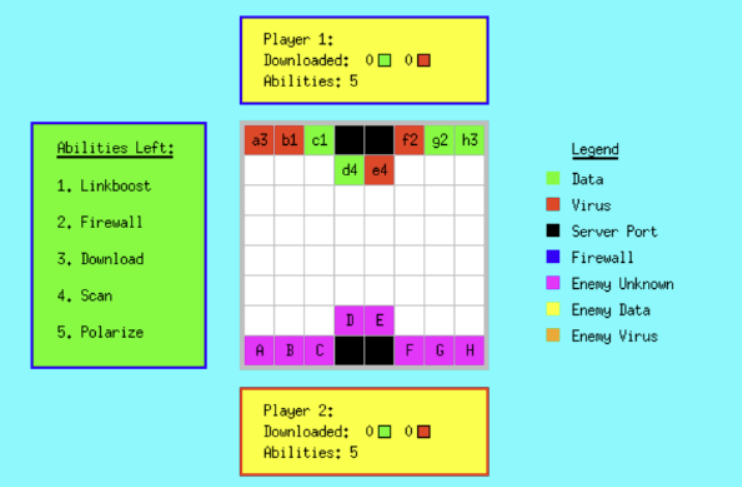 Player 1:
Downloaded: 0 0
Abilities: 5
Abilities Left:
1. Linkboost
2. Firewall
3. Download
4. Scan
5. Polarize
a3 b1 c1 f2 g2 h3
d4 e4
D E
A B C F G H
Legend
Data
Virus
Server Port
Firewall
Enemy Unknown
Enemy Data
Enemy Virus
Player 2:
Downloaded: 0 0
Abilities: 5